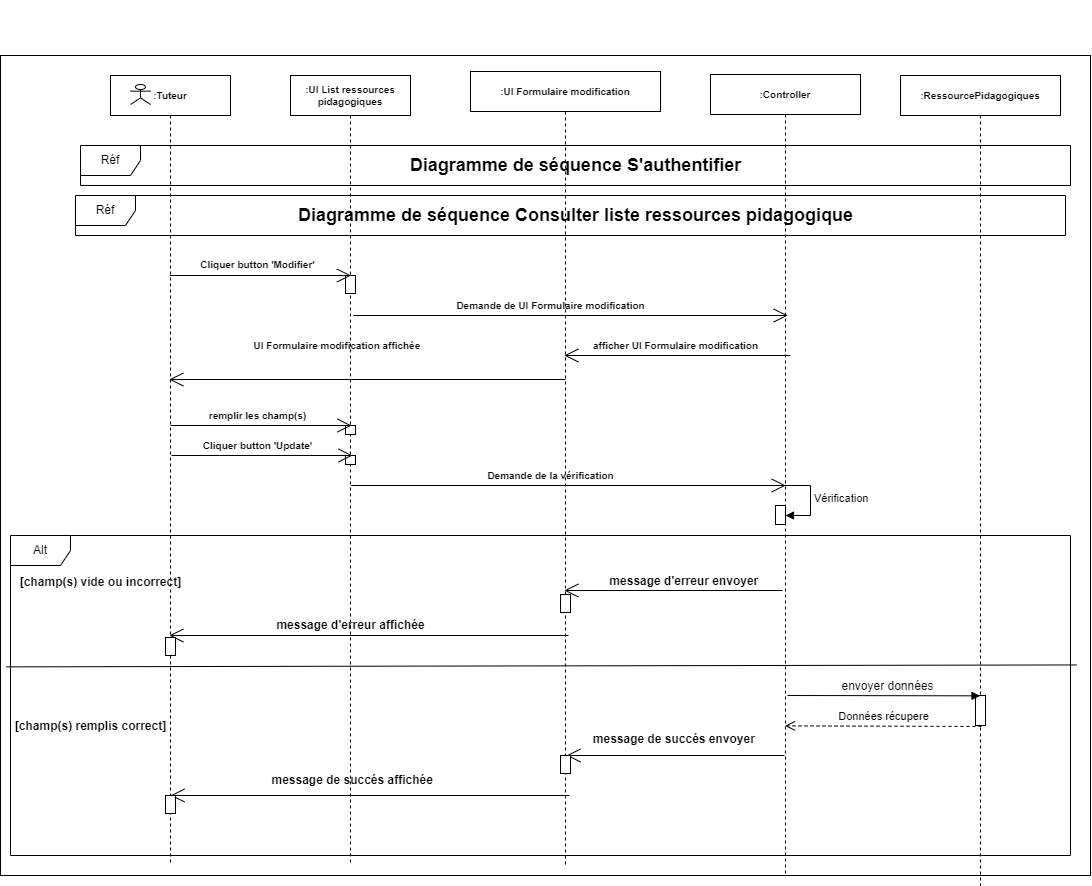 :Tuteur
:UI List ressources
pidagogiques
:UI Formulaire modification
:Controller
:RessourcePidagogiques
Réf
Diagramme de séquence S'authentifier
Réf
Diagramme de séquence Consulter liste ressources pidagogique
Cliquer button 'Modifier'
Demande de UI Formulaire modification
UI Formulaire modification affichée
afficher UI Formulaire modification
remplir les champ(s)
Cliquer button 'Update'
Demande de la vérification
Vérification
Alt
[champ(s) vide ou incorrect]
message d'erreur envoyer
message d'erreur affichée
envoyer données
Données récupere
[champ(s) remplis correct]
message de succés envoyer
message de succés affichée